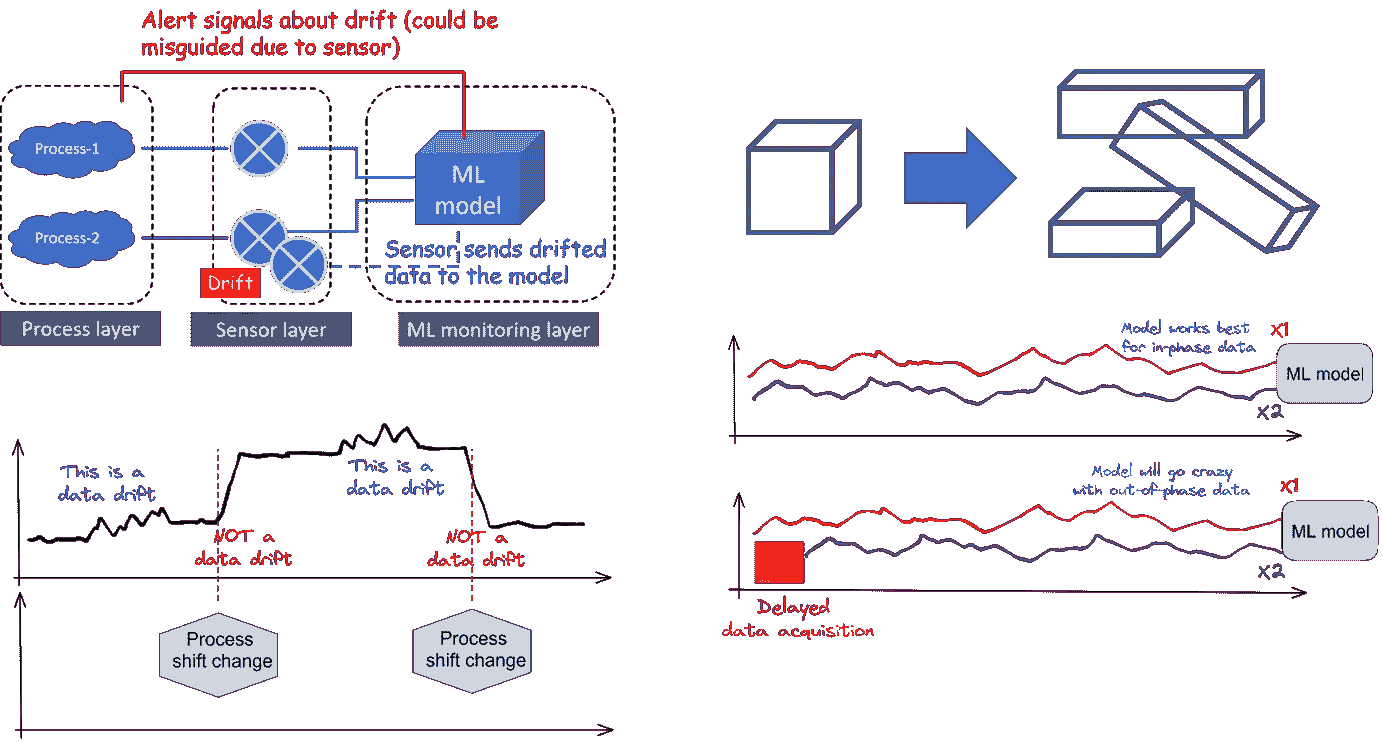 Alert signals about drift (could be
misguided due to sensor)
Process-1
Process-2
ML
model
Sensor sends drifted
data to the model
Drift
Process layer
Sensor layer
ML monitoring layer
This is a
data drift
This is a
data drift
NOT a
data drift
NOT a
data drift
Process
shift change
Process
shift change
Model works best
for in-phase data
X1
ML model
X2
Model will go crazy
with out-of-phase data
X1
ML model
X2
Delayed
data acquisition